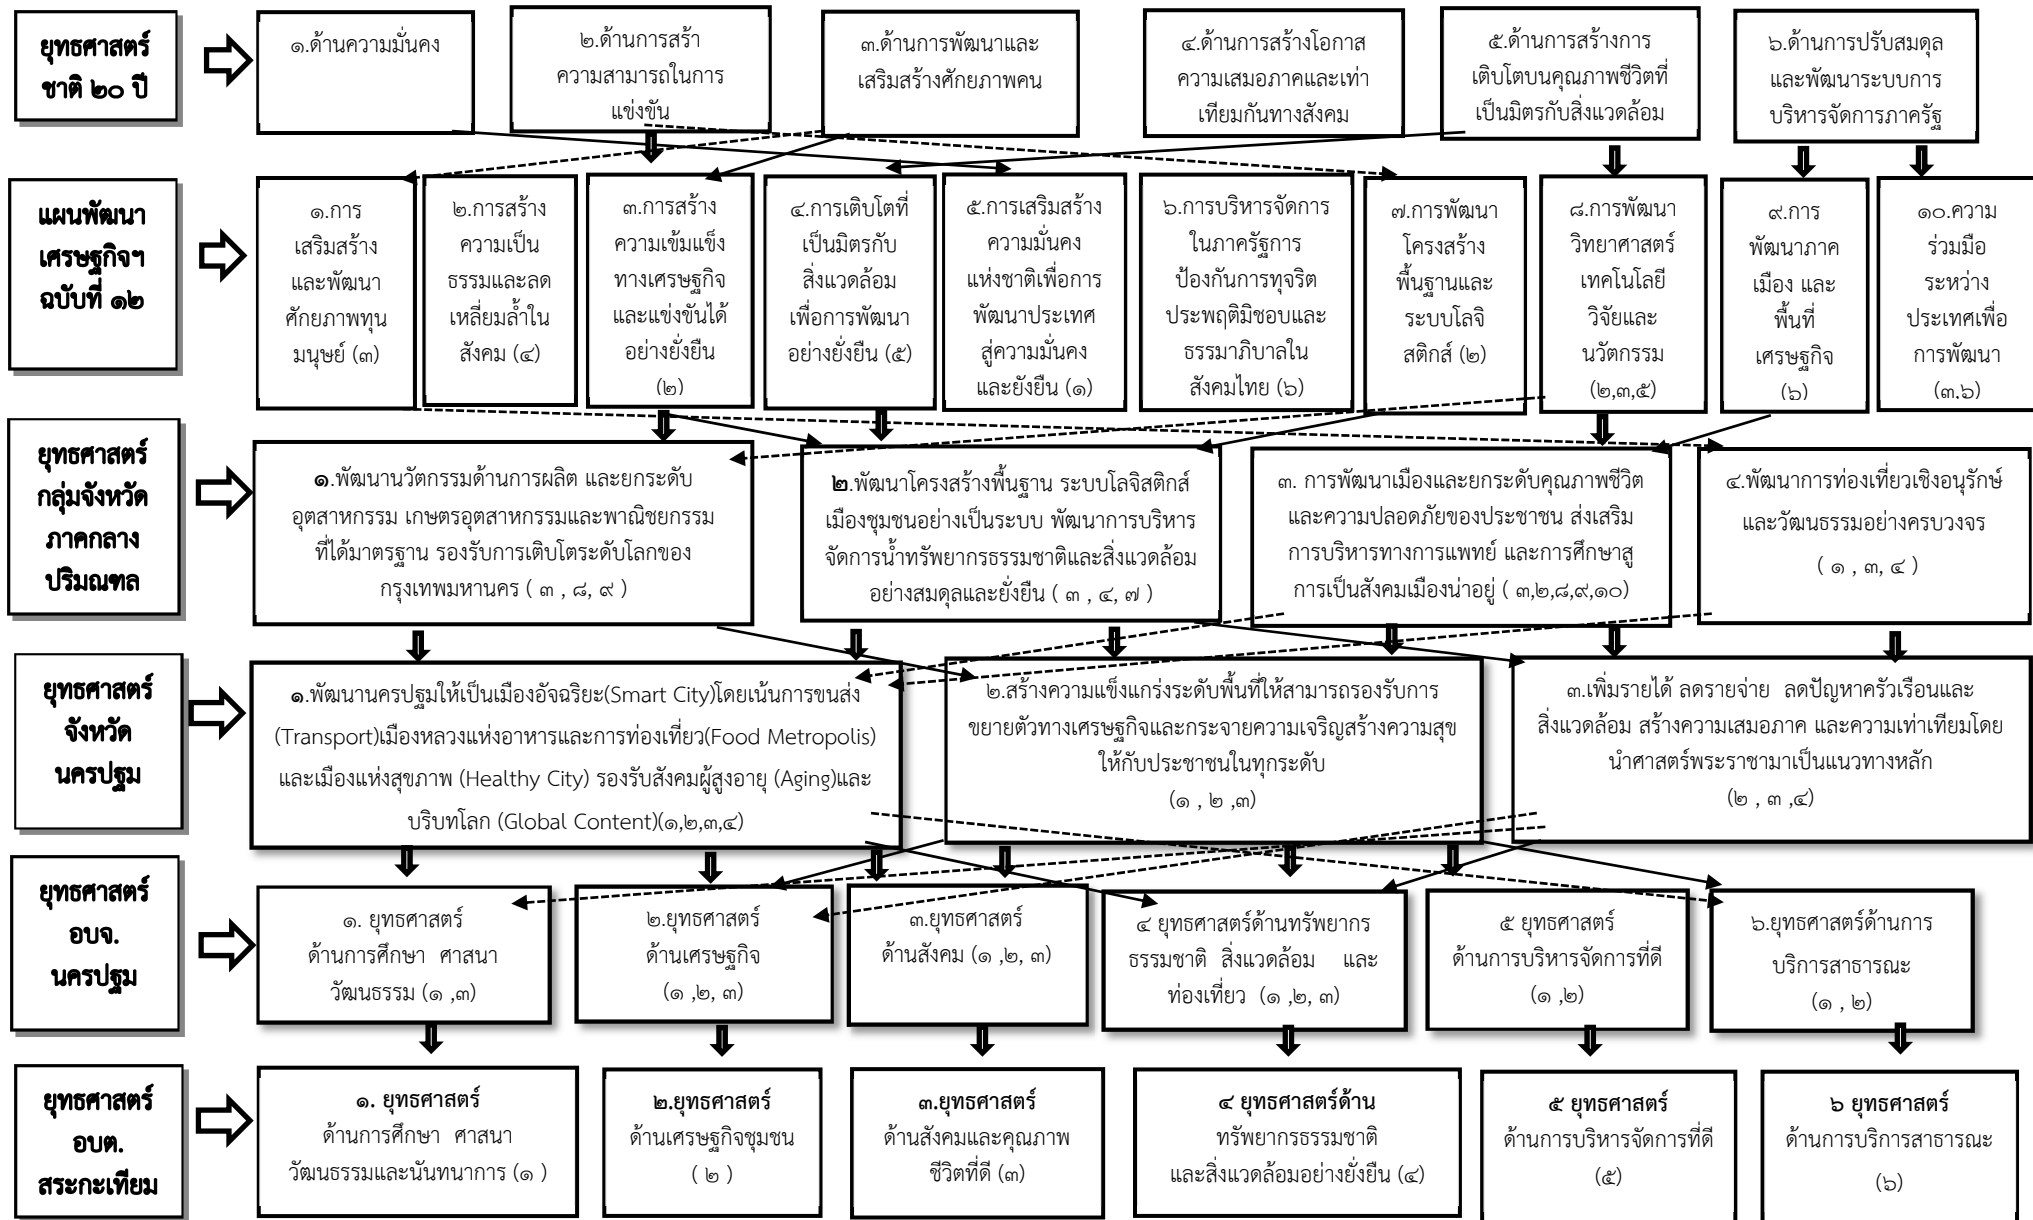 ยุทธศาสตร์
ชาติ ๒๐ ปี
๑.ด้านความมั่นคง
๒.ด้านการสร้า
ความสามารถในการ
แข่งขัน
๓.ด้านการพัฒนาและ
เสริมสร้างศักยภาพคน
๔.ด้านการสร้างโอกาส
ความเสมอภาคและเท่า
เทียมกันทางสังคม
๕.ด้านการสร้างการ
เติบโตบนคุณภาพชีวิตที่
เป็นมิตรกับสิ่งแวดล้อม
๖.ด้านการปรับสมดุล
และพัฒนาระบบการ
บริหารจัดการภาครัฐ
แผนพัฒนา
เศรษฐกิจฯ
ฉบับที่ ๑๒
๑.การ
เสริมสร้าง
และพัฒนา
ศักยภาพทุน
มนุษย์ (๓)
๒.การสร้าง
ความเป็น
ธรรมและลด
เหลี่ยมล้ำใน
สังคม (๔)
๓.การสร้าง
ความเข้มแข็ง
ทางเศรษฐกิจ
และแข่งขันได้
อย่างยั่งยืน
(๒)
๔.การเติบโตที่
เป็นมิตรกับ
สิ่งแวดล้อม
เพื่อการพัฒนา
อย่างยั่งยืน (๕)
๕.การเสริมสร้าง
ความมั่นคง
แห่งชาติเพื่อการ
พัฒนาประเทศ
สู่ความมั่นคง
และยังยืน (๑)
๖.การบริหารจัดการ
ในภาครัฐการ
ป้องกันการทุจริต
ประพฤติมิชอบและ
ธรรมาภิบาลใน
สังคมไทย (๖)
๗.การพัฒนา
โครงสร้าง
พื้นฐานและ
ระบบโลจิ
สติกส์ (๒)
๘.การพัฒนา
วิทยาศาสตร์
เทคโนโลยี
วิจัยและ
นวัตกรรม
(๒,๓,๕)
๙.การ
พัฒนาภาค
เมือง และ
พื้นที่
เศรษฐกิจ
(๖)
๑๐.ความ
ร่วมมือ
ระหว่าง
ประเทศเพื่อ
การพัฒนา
(๓.๖)
ยุทธศาสตร์
กลุ่มจังหวัด
ภาคกลาง
ปริมณฑล
๑.พัฒนานวัตกรรมด้านการผลิต และยกระดับ
อุตสาหกรรม เกษตรอุตสาหกรรมและพาณิชยกรรม
ที่ได้มาตรฐาน รองรับการเติบโตระดับโลกของ
กรุงเทพมหานคร ( ๓ , ๘, ๙ )
๒.พัฒนาโครงสร้างพื้นฐาน ระบบโลจิสติกส์
เมืองชุมชนอย่างเป็นระบบ พัฒนาการบริหาร
จัดการน้ำทรัพยากรธรรมชาติและสิ่งแวดล้อม
อย่างสมดุลและยั่งยืน ( ๓ , ๔, ๗ )
๓. การพัฒนาเมืองและยกระดับคุณภาพชีวิต
และความปลอดภัยของประชาชน ส่งเสริม
การบริหารทางการแพทย์ และการศึกษาสู
การเป็นสังคมเมืองน่าอยู่ ( ๓,๒,๘,๙,๑๐)
๔.พัฒนาการท่องเที่ยวเชิงอนุรักษ์
และวัฒนธรรมอย่างครบวงจร
( ๑ , ๓, ๔ )
ยุทธศาสตร์
จังหวัด
นครปฐม
๑.พัฒนานครปฐมให้เป็นเมืองอัจฉริยะ(Smart City)โดยเน้นการขนส่ง
(Transport)เมืองหลวงแห่งอาหารและการท่องเที่ยว(Food Metropolis)
และเมืองแห่งสุขภาพ (Healthy City) รองรับสังคมผู้สูงอายุ (Aging)และ
บริบทโลก (Global Content)(๑,๒,๓,๔)
๒.สร้างความแข็งแกร่งระดับพื้นที่ให้สามารถรองรับการ
ขยายตัวทางเศรษฐกิจและกระจายความเจริญสร้างความสุข
ให้กับประชาชนในทุกระดับ
(๑ , ๒ ,๓)
๓.เพิ่มรายได้ ลดรายจ่าย ลดปัญหาครัวเรือนและ
สิ่งแวดล้อม สร้างความเสมอภาค และความเท่าเทียมโดย
นำศาสตร์พระราชามาเป็นแนวทางหลัก
(๒ , ๓ ,๔)
ยุทธศาสตร์
อบจ.
นครปฐม
๑. ยุทธศาสตร์
ด้านการศึกษา ศาสนา
วัฒนธรรม (๑ ,๓)
๒.ยุทธศาสตร์
ด้านเศรษฐกิจ
(๑ ,๒, ๓)
๓.ยุทธศาสตร์
ด้านสังคม (๑ ,๒, ๓)
๔ ยุทธศาสตร์ด้านทรัพยากร
ธรรมชาติ สิ่งแวดล้อม และ
ท่องเที่ยว (๑ ,๒, ๓)
๕ ยุทธศาสตร์
ด้านการบริหารจัดการที่ดี
(๑ ,๒)
๖.ยุทธศาสตร์ด้านการ
บริการสาธารณะ
(๑ , ๒)
ยุทธศาสตร์
อบต.
สระกะเทียม
๑. ยุทธศาสตร์
ด้านการศึกษา ศาสนา
วัฒนธรรมและนันทนาการ (๑ )
๒.ยุทธศาสตร์
ด้านเศรษฐกิจชุมชน
( ๒ )
๓.ยุทธศาสตร์
ด้านสังคมและคุณภาพ
ชีวิตที่ดี (๓)
๔ ยุทธศาสตร์ด้าน
ทรัพยากรธรรมชาติ
และสิ่งแวดล้อมอย่างยั่งยืน (๔)
๕ ยุทธศาสตร์
ด้านการบริหารจัดการที่ดี
(๕)
๖ ยุทธศาสตร์
ด้านการบริการสาธารณะ
(๖)